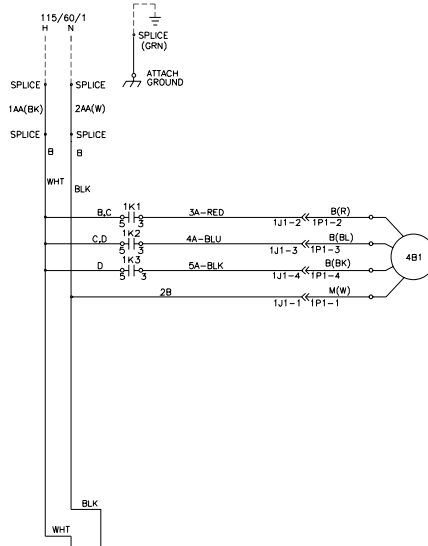 115/60/1
H N
SPLICE
(GRN)
ATTACH
GROUND
SPLICE SPLICE
1AA(BK) 2AA(W)
SPLICE SPLICE
B B
WHT
BLK
B,C 1K1 3A-RED B(R)
5 3 1J1-2 1P1-2
C,D 1K2 4A-BLU B(BL)
5 3 1J1-3 1P1-3
D 1K3 5A-BLK B(BK)
5 3 1J1-4 1P1-4
4B1
2B M(W)
1J1-1 1P1-1
BLK
WHT